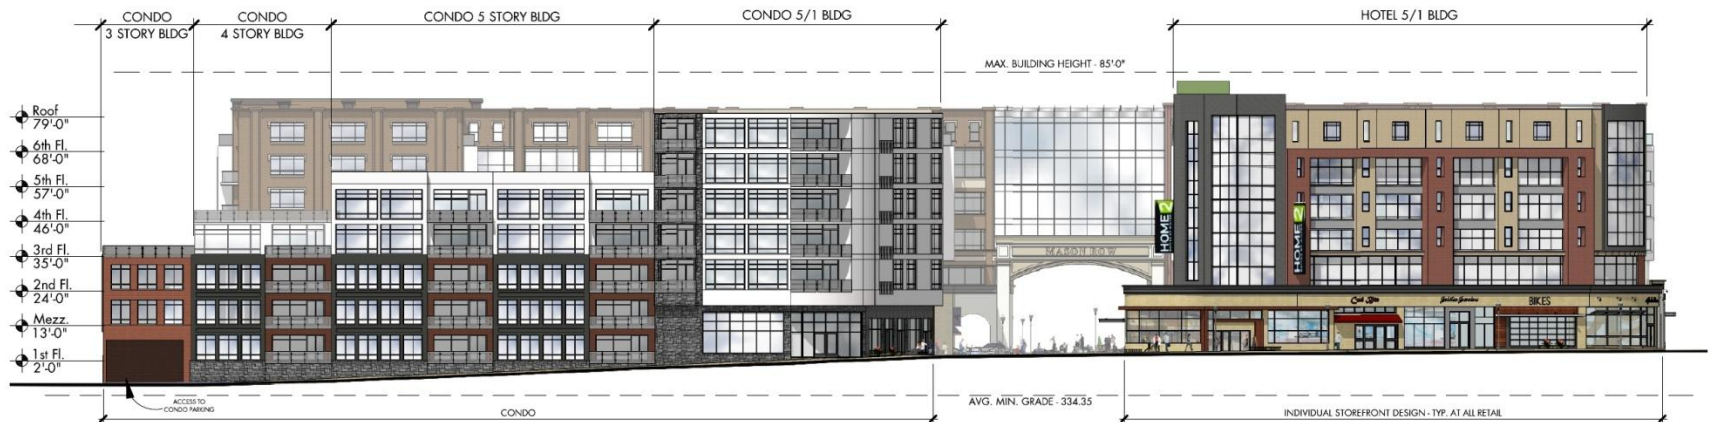 CONDO
3 STORY BLDG
CONDO
4 STORY BLDG
CONDO 5 STORY BLDG
CONDO 5/1 BLDG
HOTEL 5/1 BLDG
MAX. BUILDING HEIGHT - 85'-0"
Roof
79'-0"
6th Fl.
68'-0"
5th Fl.
57'-0"
4th Fl.
46'-0"
3rd Fl.
35'-0"
2nd Fl.
24'-0"
Mezz.
13'-0"
1st Fl.
2'-0"
MASON ROW
HOME2
HOME2
BIKES
ACCESS TO
CONDO PARKING
CONDO
AVG. MIN. GRADE - 334.35
INDIVIDUAL STOREFRONT DESIGN - TYP. AT ALL RETAIL